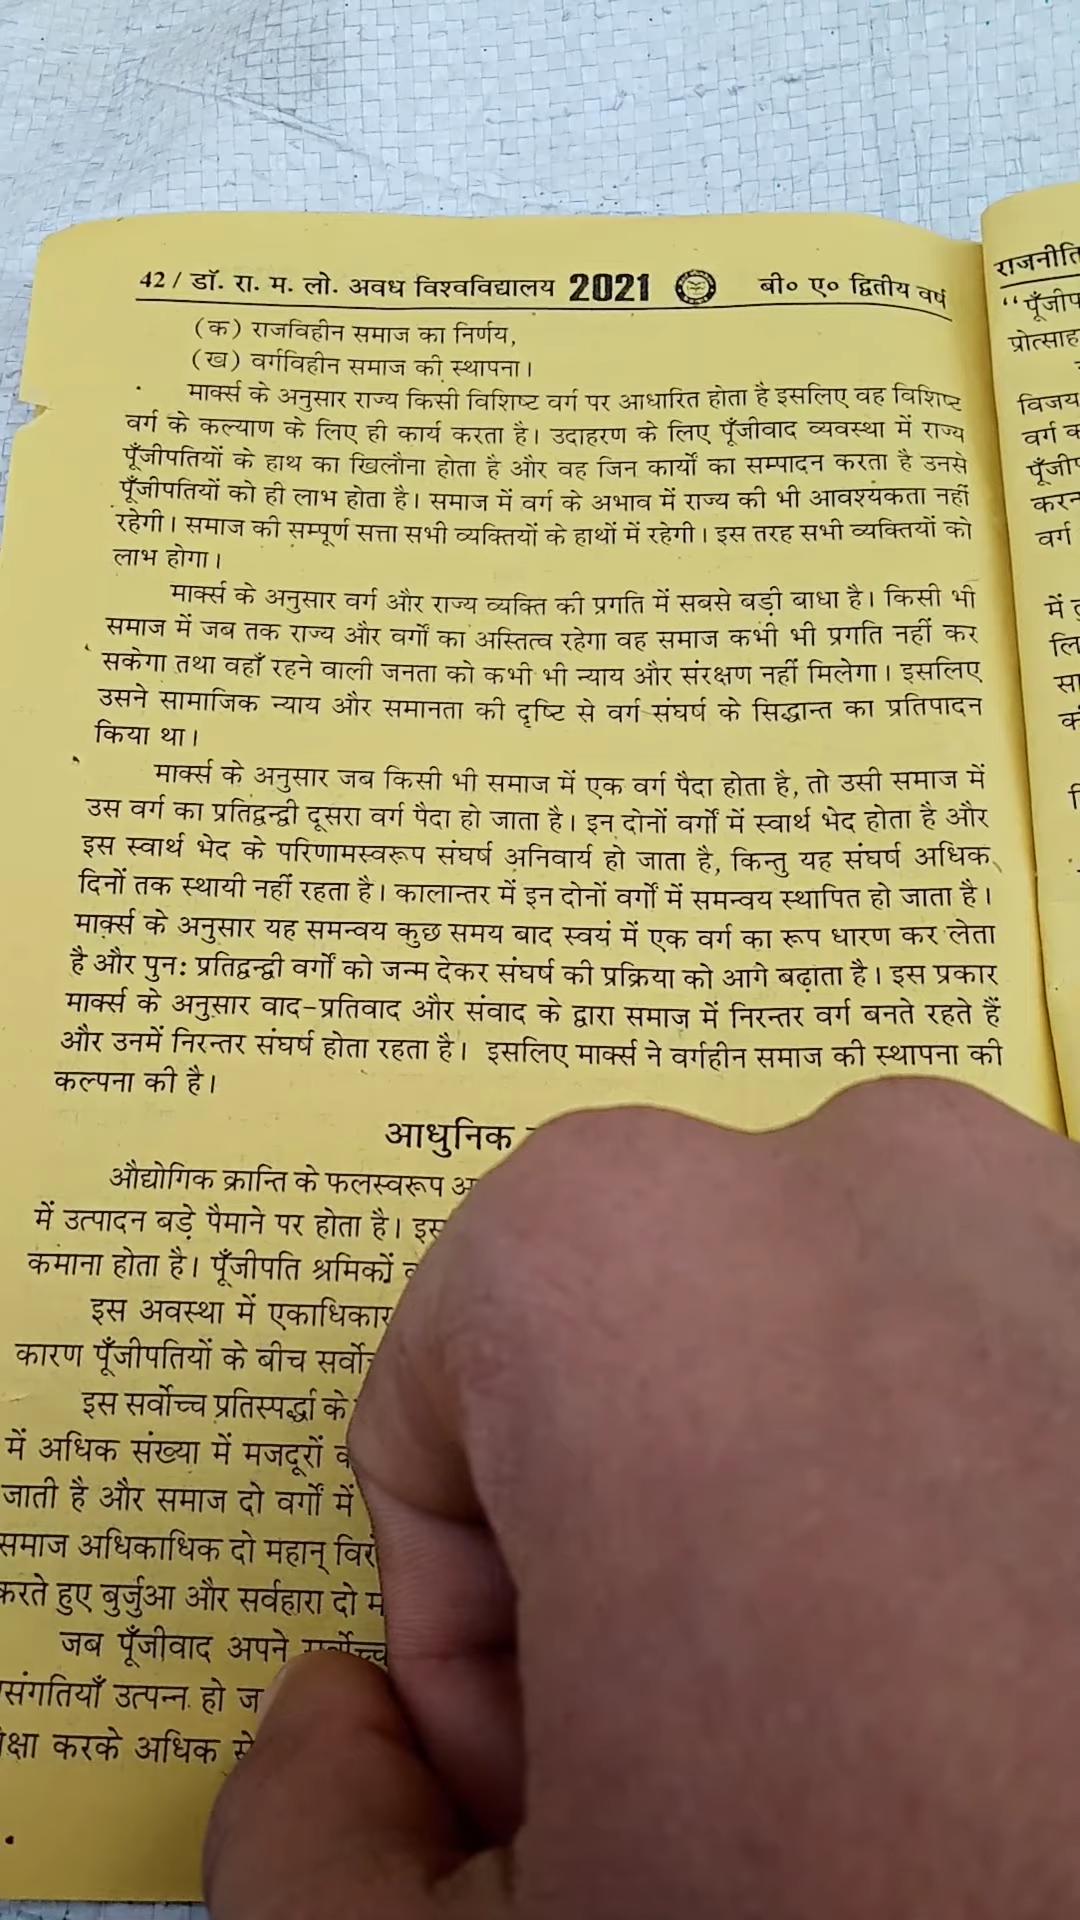 42 / डॉ. रा. म. लो. अवध विश्वविद्यालय 2021 बी० ए० द्वितीय वर्ष
(क) राजविहीन समाज का निर्णय,
(ख) वर्गविहीन समाज की स्थापना।
मार्क्स के अनुसार राज्य किसी विशिष्ट वर्ग पर आधारित होता है इसलिए वह विशिष्ट
वर्ग के कल्याण के लिए ही कार्य करता है। उदाहरण के लिए पूँजीवाद व्यवस्था में राज्य
पूँजीपतियों के हाथ का खिलौना होता है और वह जिन कार्यों का सम्पादन करता है उनसे
पूँजीपतियों को ही लाभ होता है। समाज में वर्ग के अभाव में राज्य की भी आवश्यकता नहीं
रहेगी। समाज की सम्पूर्ण सत्ता सभी व्यक्तियों के हाथों में रहेगी। इस तरह सभी व्यक्तियों को
लाभ होगा।
मार्क्स के अनुसार वर्ग और राज्य व्यक्ति की प्रगति में सबसे बड़ी बाधा है। किसी भी
समाज में जब तक राज्य और वर्गों का अस्तित्व रहेगा वह समाज कभी भी प्रगति नहीं कर
सकेगा तथा वहाँ रहने वाली जनता को कभी भी न्याय और संरक्षण नहीं मिलेगा। इसलिए
उसने सामाजिक न्याय और समानता की दृष्टि से वर्ग संघर्ष के सिद्धान्त का प्रतिपादन
किया था।
मार्क्स के अनुसार जब किसी भी समाज में एक वर्ग पैदा होता है, तो उसी समाज में
उस वर्ग का प्रतिद्वन्द्वी दूसरा वर्ग पैदा हो जाता है। इन दोनों वर्गों में स्वार्थ भेद होता है और
इस स्वार्थ भेद के परिणामस्वरूप संघर्ष अनिवार्य हो जाता है, किन्तु यह संघर्ष अधिक
दिनों तक स्थायी नहीं रहता है। कालान्तर में इन दोनों वर्गों में समन्वय स्थापित हो जाता है।
मार्क्स के अनुसार यह समन्वय कुछ समय बाद स्वयं में एक वर्ग का रूप धारण कर लेता
है और पुनः प्रतिद्वन्द्वी वर्गों को जन्म देकर संघर्ष की प्रक्रिया को आगे बढ़ाता है। इस प्रकार
मार्क्स के अनुसार वाद-प्रतिवाद और संवाद के द्वारा समाज में निरन्तर वर्ग बनते रहते हैं
और उनमें निरन्तर संघर्ष होता रहता है। इसलिए मार्क्स ने वर्गहीन समाज की स्थापना की
कल्पना की है।
आधुनिक
औद्योगिक क्रान्ति के फलस्वरूप
में उत्पादन बड़े पैमाने पर होता है।
कमाना होता है। पूँजीपति श्रमिकों
इस अवस्था में एकाधिकार
कारण पूँजीपतियों के बीच
इस सर्वोच्च प्रतिस्पर्द्धा के
में अधिक संख्या में मजदूरों
जाती है और समाज दो वर्गों में
समाज अधिकाधिक दो महान्
करते हुए बुर्जुआ और सर्वहारा दो
जब पूँजीवाद अपने
उत्पन्न हो
करके अधिक
वर्ग